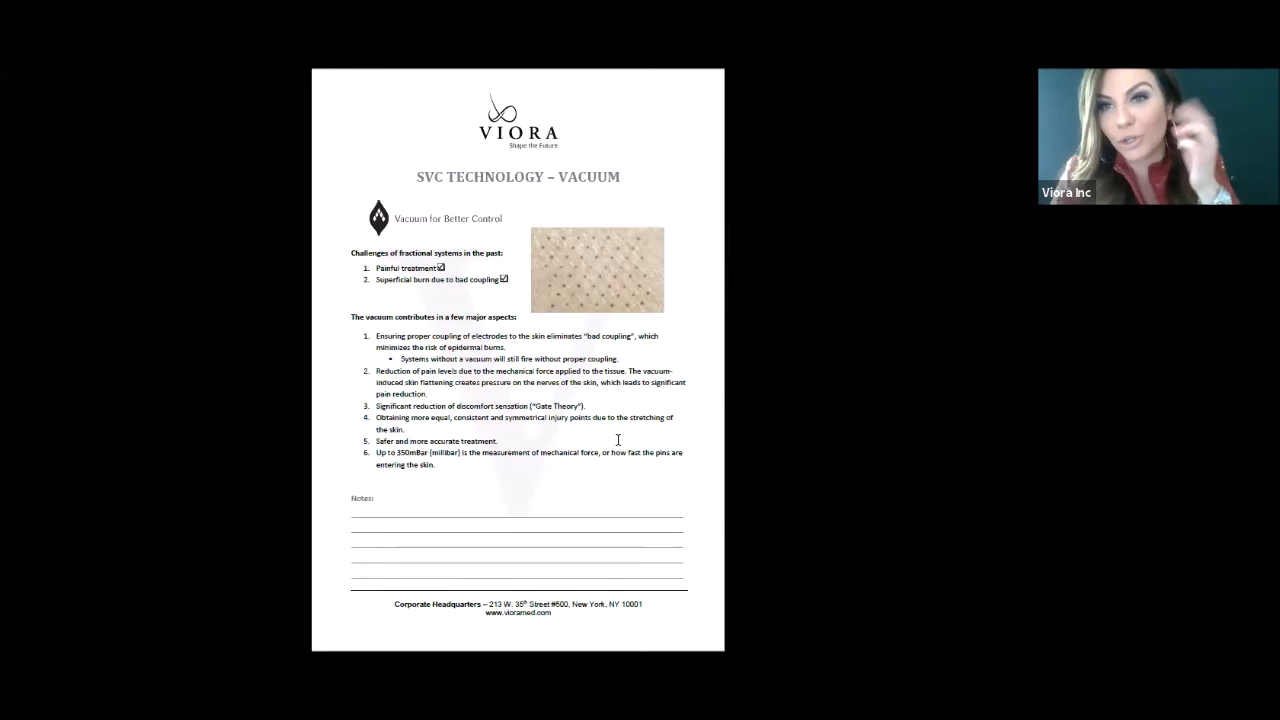 VIORA
Shape the Future
SVC TECHNOLOGY – VACUUM
Vacuum for Better Control
Challenges of fractional systems in the past:
1. Painful treatment ☑
2. Superficial burn due to bad coupling ☑
The vacuum contributes in a few major aspects:
1. Ensuring proper coupling of electrodes to the skin eliminates “bad coupling”, which
minimizes the risk of epidermal burns.
• Systems without a vacuum will still fire without proper coupling.
2. Reduction of pain levels due to the mechanical force applied to the tissue. The vacuum-
induced skin flattening creates pressure on the nerves of the skin, which leads to significant
pain reduction.
3. Significant reduction of discomfort sensation (“Gate Theory”).
4. Obtaining more equal, consistent and symmetrical injury points due to the stretching of
the skin.
5. Safer and more accurate treatment.
6. Up to 350mBar (millibar) is the measurement of mechanical force, or how fast the pins are
entering the skin.
Notes:
Corporate Headquarters – 213 W. 35th Street #500, New York, NY 10001
www.vioramed.com
Viora Inc